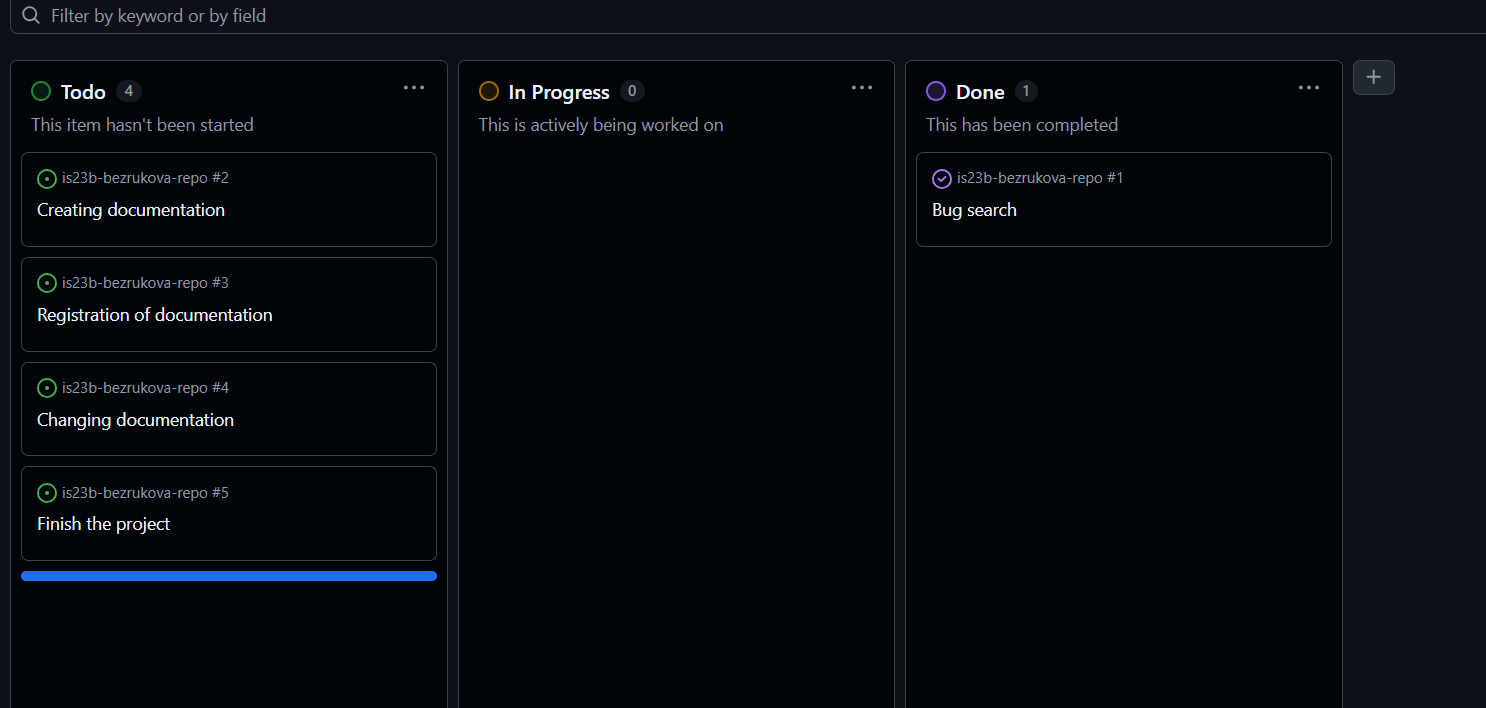 Filter by keyword or by field
Todo 4
This item hasn't been started
is23b-bezrukova-repo #2
Creating documentation
is23b-bezrukova-repo #3
Registration of documentation
is23b-bezrukova-repo #4
Changing documentation
is23b-bezrukova-repo #5
Finish the project
In Progress 0
This is actively being worked on
Done 1
This has been completed
is23b-bezrukova-repo #1
Bug search